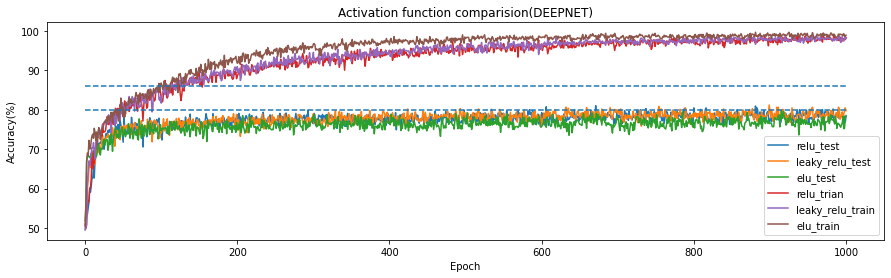 Activation function comparision(DEEPNET)
Accuracy(%)
100
90
80
70
60
50
0
200
400
600
800
1000
Epoch
relu_test
leaky_relu_test
elu_test
relu_trian
leaky_relu_train
elu_train